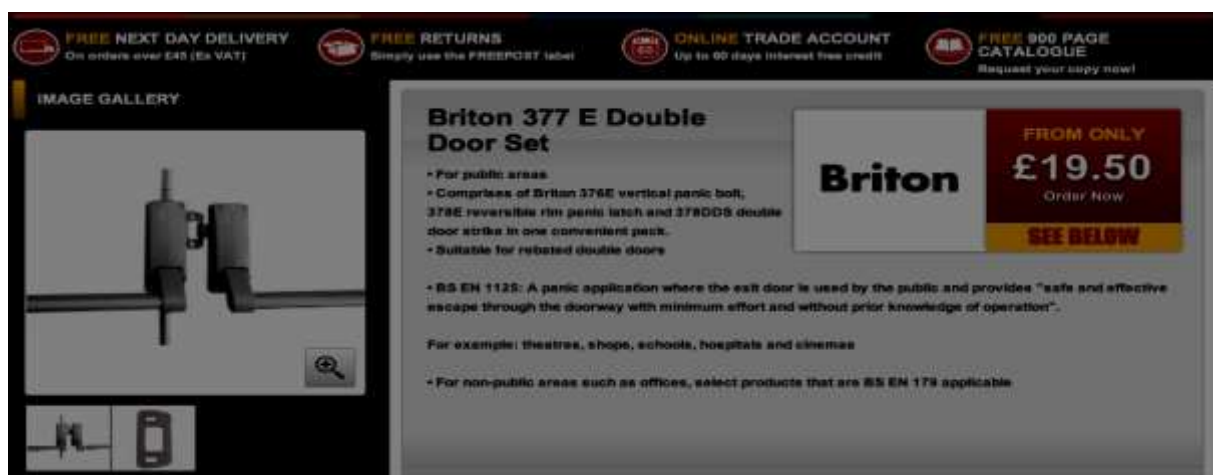 FREE NEXT DAY DELIVERY
On orders over £45 (Ex VAT)
FREE RETURNS
Simply use the FREEPOST label
ONLINE TRADE ACCOUNT
Up to 60 days interest free credit
FREE 900 PAGE
CATALOGUE
Request your copy now!
IMAGE GALLERY
Briton 377 E Double
Door Set
• For public areas
• Comprises of Briton 376E vertical panic bolt,
378E reversible rim panic latch and 378DDS double
door strike in one convenient pack.
• Suitable for rebated double doors
Briton
FROM ONLY
£19.50
Order Now
SEE BELOW
• BS EN 1125: A panic application where the exit door is used by the public and provides "safe and effective
escape through the doorway with minimum effort and without prior knowledge of operation".
For example: theatres, shops, schools, hospitals and cinemas
• For non-public areas such as offices, select products that are BS EN 179 applicable